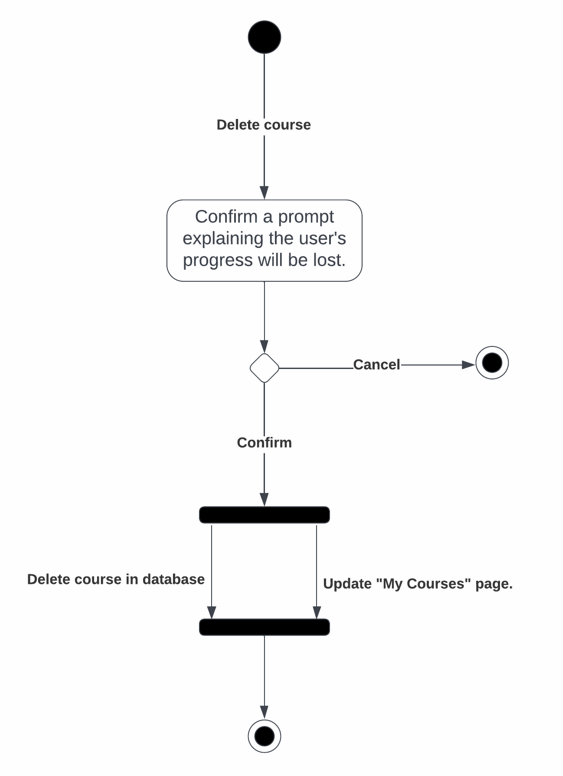 Delete course
Confirm a prompt
explaining the user's
progress will be lost.
Cancel
Confirm
Delete course in database
Update "My Courses" page.